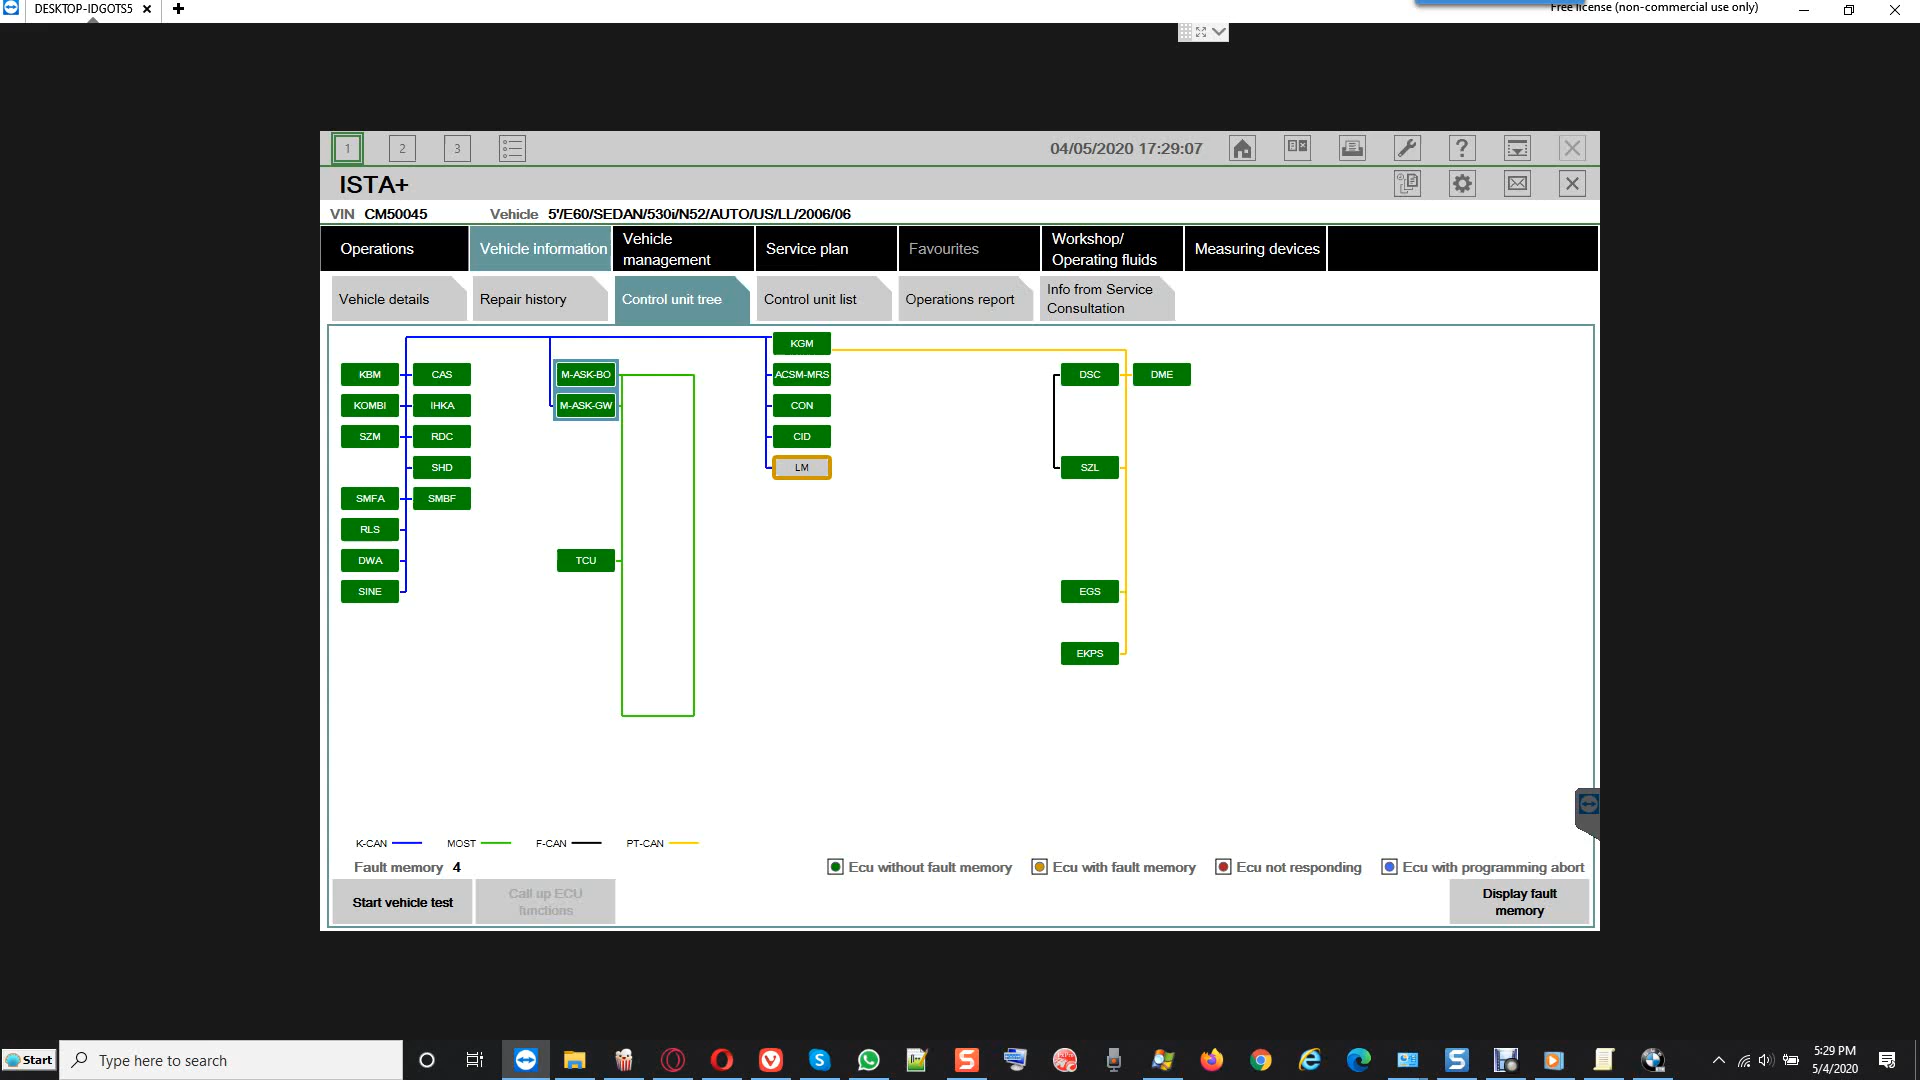 DESKTOP-IDGOTS5
Free license (non-commercial use only)
1
2
3
04/05/2020 17:29:07
ISTA+
VIN CM50045 Vehicle 5'/E60/SEDAN/530i/N52/AUTO/US/LL/2006/06
Operations
Vehicle information
Vehicle
management
Service plan
Favourites
Workshop/
Operating fluids
Measuring devices
Vehicle details
Repair history
Control unit tree
Control unit list
Operations report
Info from Service
Consultation
KGM
KBM
CAS
M-ASK-BO
ACSM-MRS
DSC
DME
KOMBI
IHKA
M-ASK-GW
CON
SZM
RDC
CID
SHD
LM
SZL
SMFA
SMBF
RLS
DWA
TCU
SINE
EGS
EKPS
K-CAN
MOST
F-CAN
PT-CAN
Fault memory 4
Ecu without fault memory
Ecu with fault memory
Ecu not responding
Ecu with programming abort
Start vehicle test
Call up ECU
functions
Display fault
memory
Start
Type here to search
5:29 PM
5/4/2020